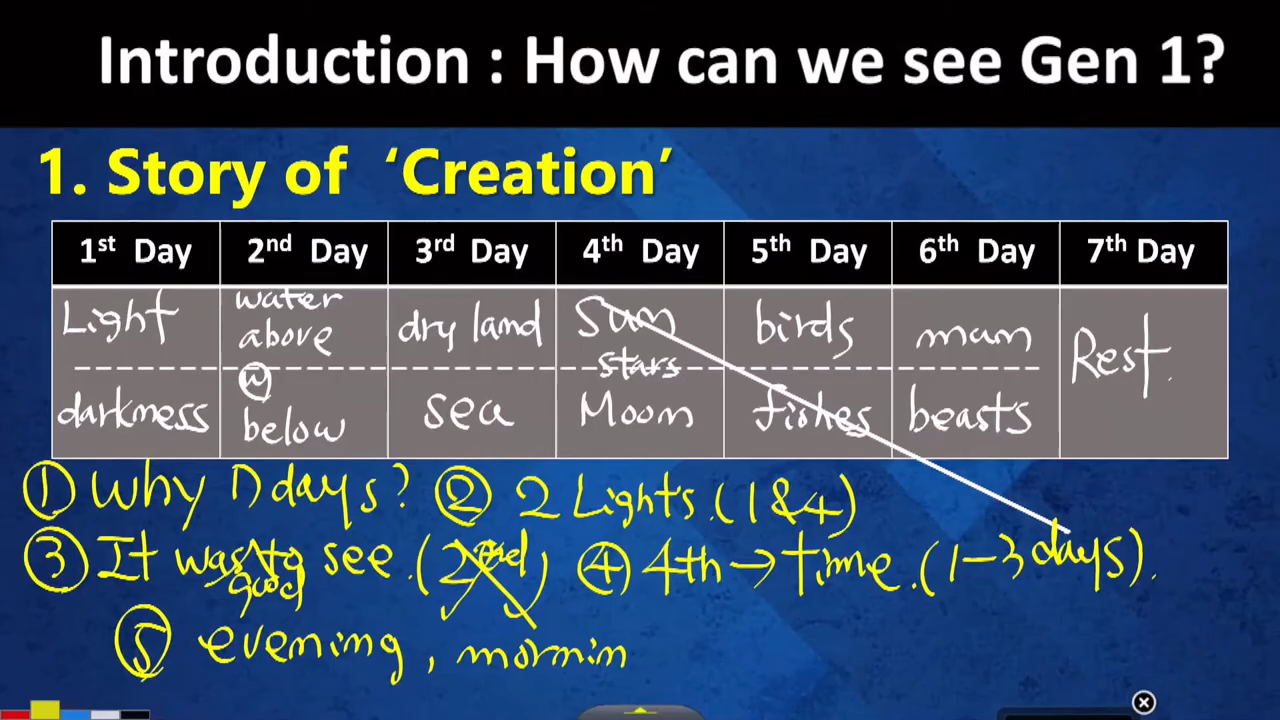 Introduction : How can we see Gen 1?
1. Story of 'Creation'
1st Day 2nd Day 3rd Day 4th Day 5th Day 6th Day 7th Day
Light water above dry land Sun stars birds man Rest.
darkness w below sea Moon fishes beasts
① Why 7 days? ② 2 Lights. (1 & 4)
③ It was good to see. (2nd) ④ 4th → time. (1-3 days).
⑤ evening, mornin